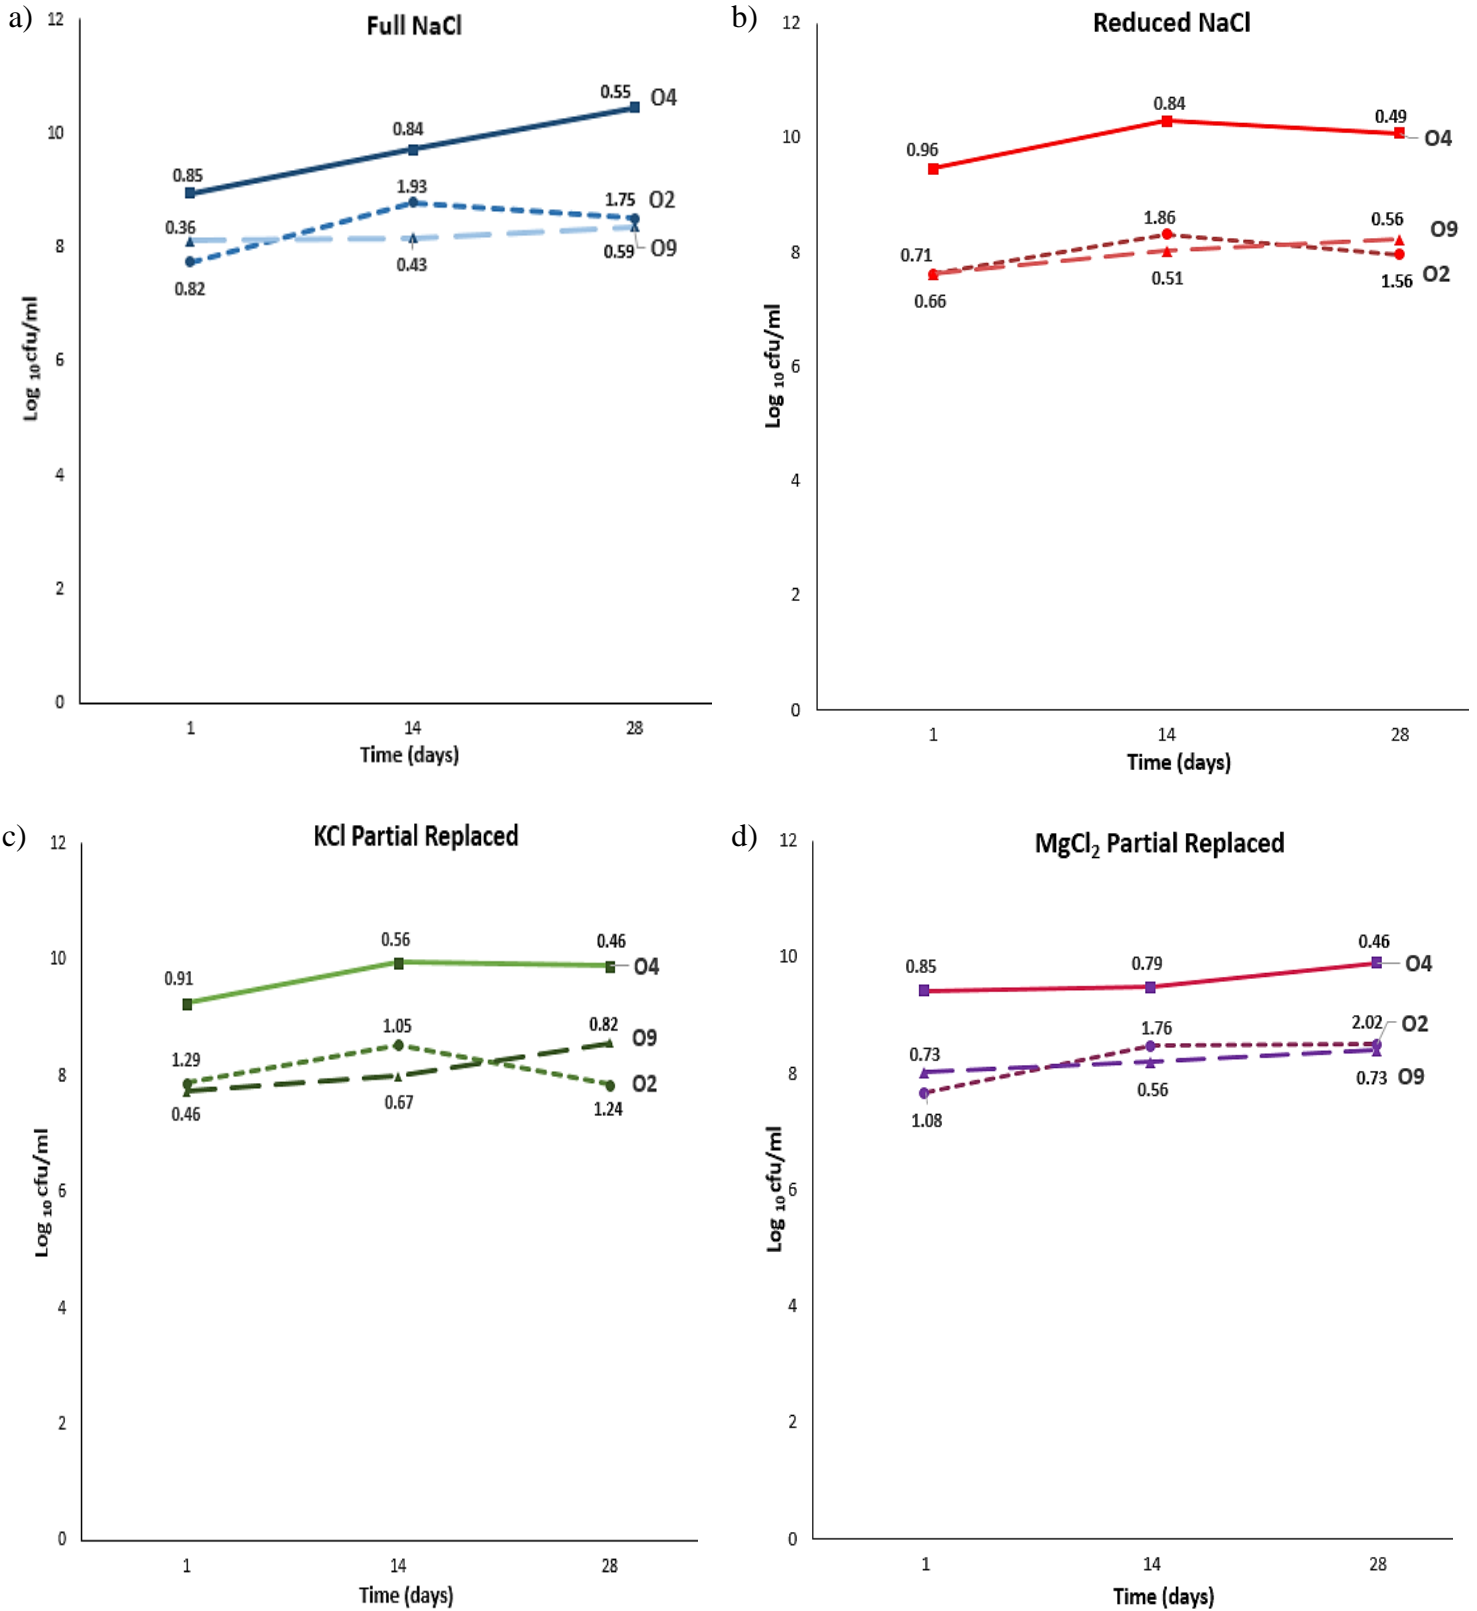 a)
Full NaCl
12
10
8
6
4
2
0
Log 10 cfu/ml
0.85
0.84
0.55
O4
0.36
1.93
1.75
O2
0.82
0.43
0.59
O9
1
14
28
Time (days)
b)
Reduced NaCl
12
10
8
6
4
2
0
Log 10 cfu/ml
0.96
0.84
0.49
O4
0.71
1.86
0.56
O9
0.66
0.51
1.56
O2
1
14
28
Time (days)
c)
KCl Partial Replaced
12
10
8
6
4
2
0
Log 10 cfu/ml
0.91
0.56
0.46
O4
1.29
1.05
0.82
O9
0.46
0.67
1.24
O2
1
14
28
Time (days)
d)
MgCl2 Partial Replaced
12
10
8
6
4
2
0
Log 10 cfu/ml
0.85
0.79
0.46
O4
0.73
1.76
2.02
O2
1.08
0.56
0.73
O9
1
14
28
Time (days)